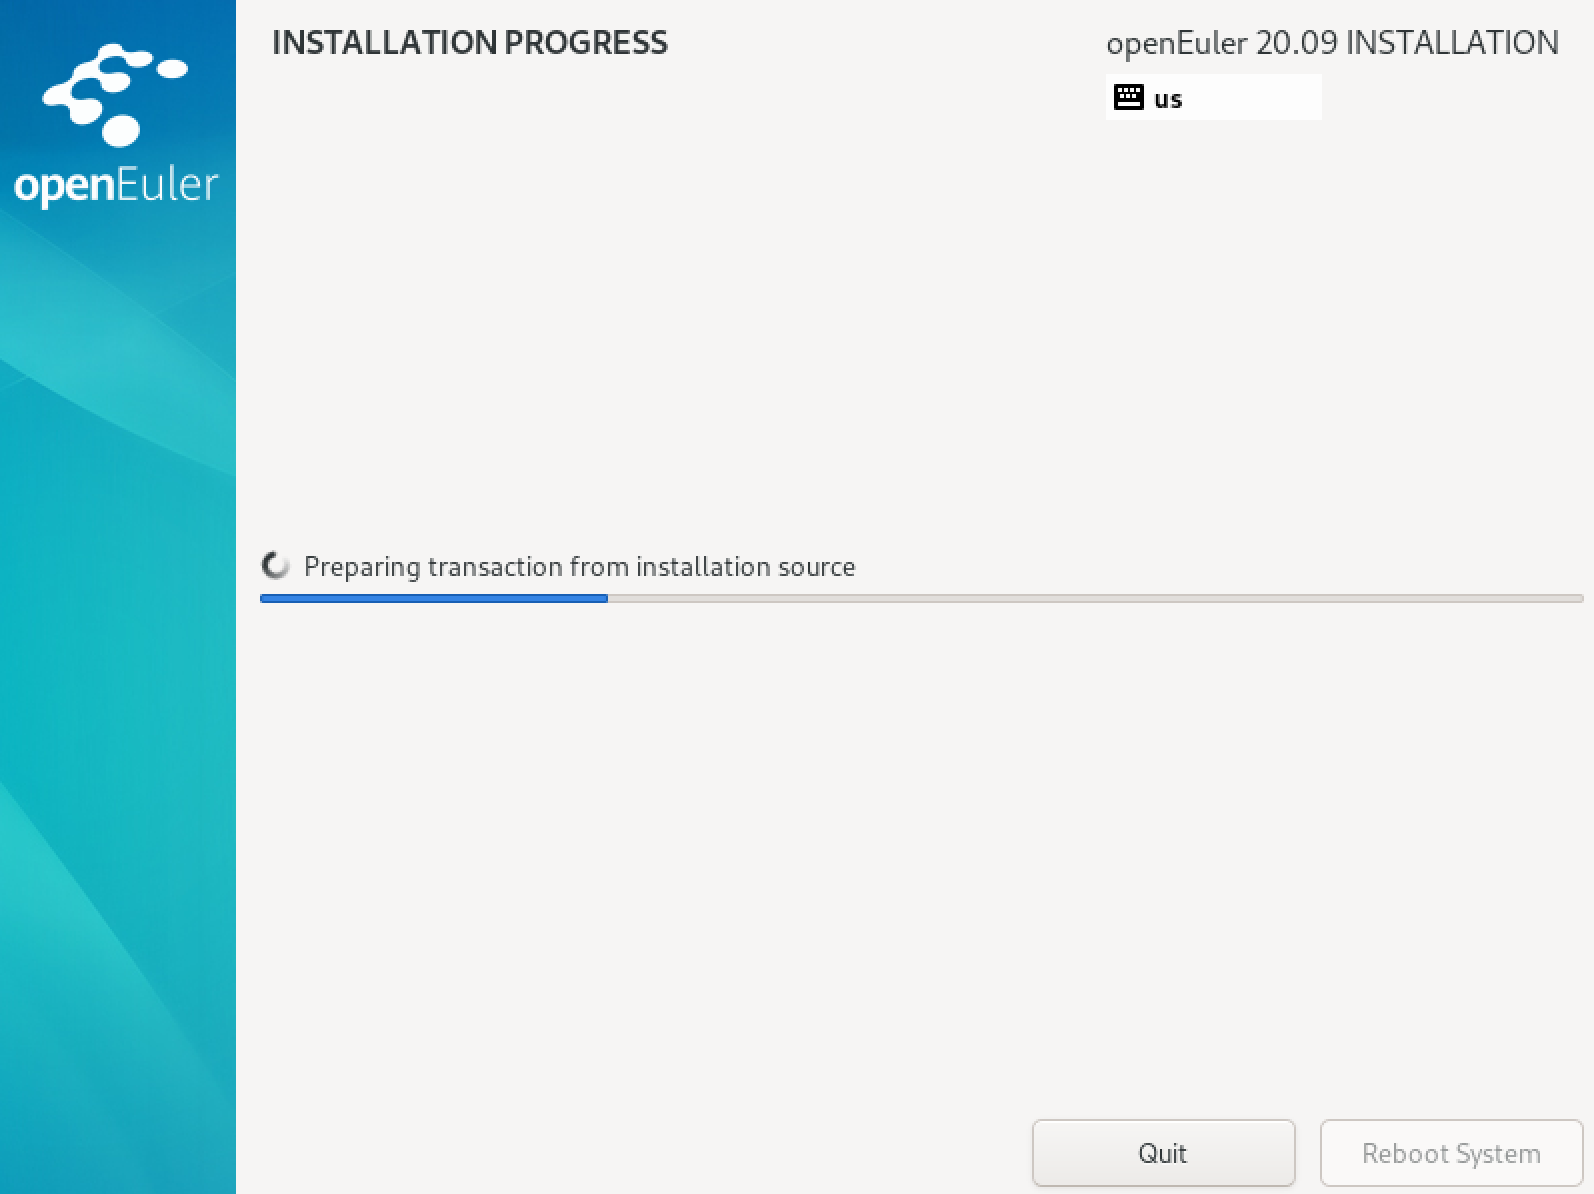 openEuler
INSTALLATION PROGRESS
openEuler 20.09 INSTALLATION
us
Preparing transaction from installation source
Quit
Reboot System